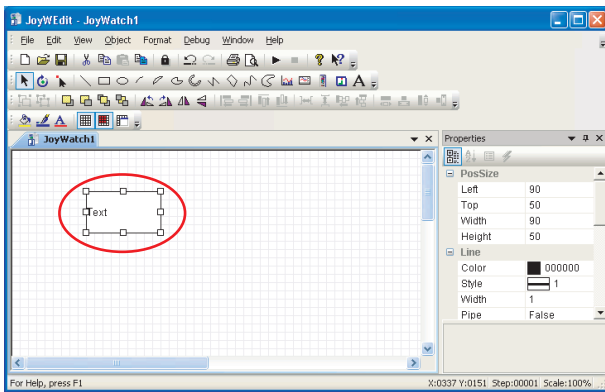 JoyWEdit - JoyWatch1
File Edit View Object Format Debug Window Help
JoyWatch1
Text
Properties
PosSize
Left 90
Top 50
Width 90
Height 50
Line
Color 000000
Style 1
Width 1
Pipe False
For Help, press F1
X:0337 Y:0151 Step:00001 Scale:100%